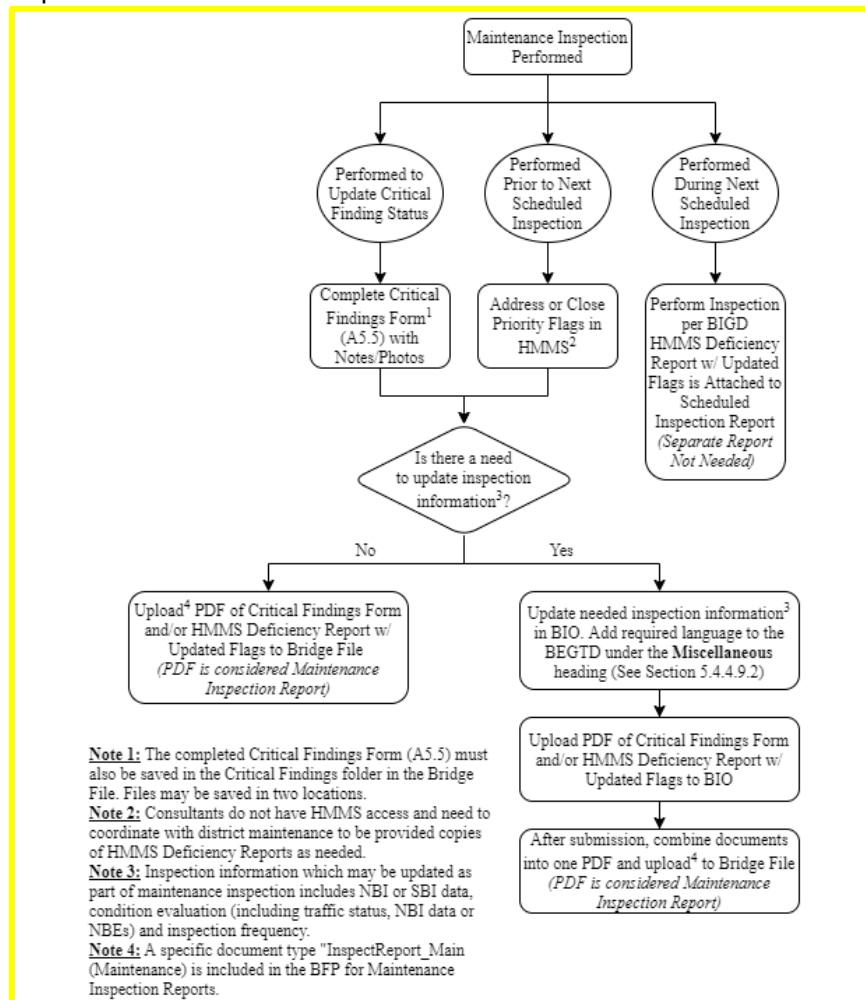 Maintenance Inspection
Performed
Performed to
Update Critical
Finding Status
Performed
Prior to Next
Scheduled
Inspection
Performed
During Next
Scheduled
Inspection
Complete Critical
Findings Form1
(A5.5) with
Notes/Photos
Address or Close
Priority Flags in
HMMS2
Perform Inspection
per BIGD
HMMS Deficiency
Report w/ Updated
Flags is Attached to
Scheduled
Inspection Report
(Separate Report
Not Needed)
Is there a need
to update inspection
information3?
No
Yes
Upload4 PDF of Critical Findings Form
and/or HMMS Deficiency Report w/
Updated Flags to Bridge File
(PDF is considered Maintenance
Inspection Report)
Update needed inspection information3
in BIO. Add required language to the
BEGTD under the Miscellaneous
heading (See Section 5.4.4.9.2)
Upload PDF of Critical Findings Form
and/or HMMS Deficiency Report w/
Updated Flags to BIO
After submission, combine documents
into one PDF and upload4 to Bridge File
(PDF is considered Maintenance
Inspection Report)
Note 1: The completed Critical Findings Form (A5.5) must
also be saved in the Critical Findings folder in the Bridge
File. Files may be saved in two locations.
Note 2: Consultants do not have HMMS access and need to
coordinate with district maintenance to be provided copies
of HMMS Deficiency Reports as needed.
Note 3: Inspection information which may be updated as
part of maintenance inspection includes NBI or SBI data,
condition evaluation (including traffic status, NBI data or
NBEs) and inspection frequency.
Note 4: A specific document type "InspectReport_Main
(Maintenance) is included in the BFP for Maintenance
Inspection Reports.